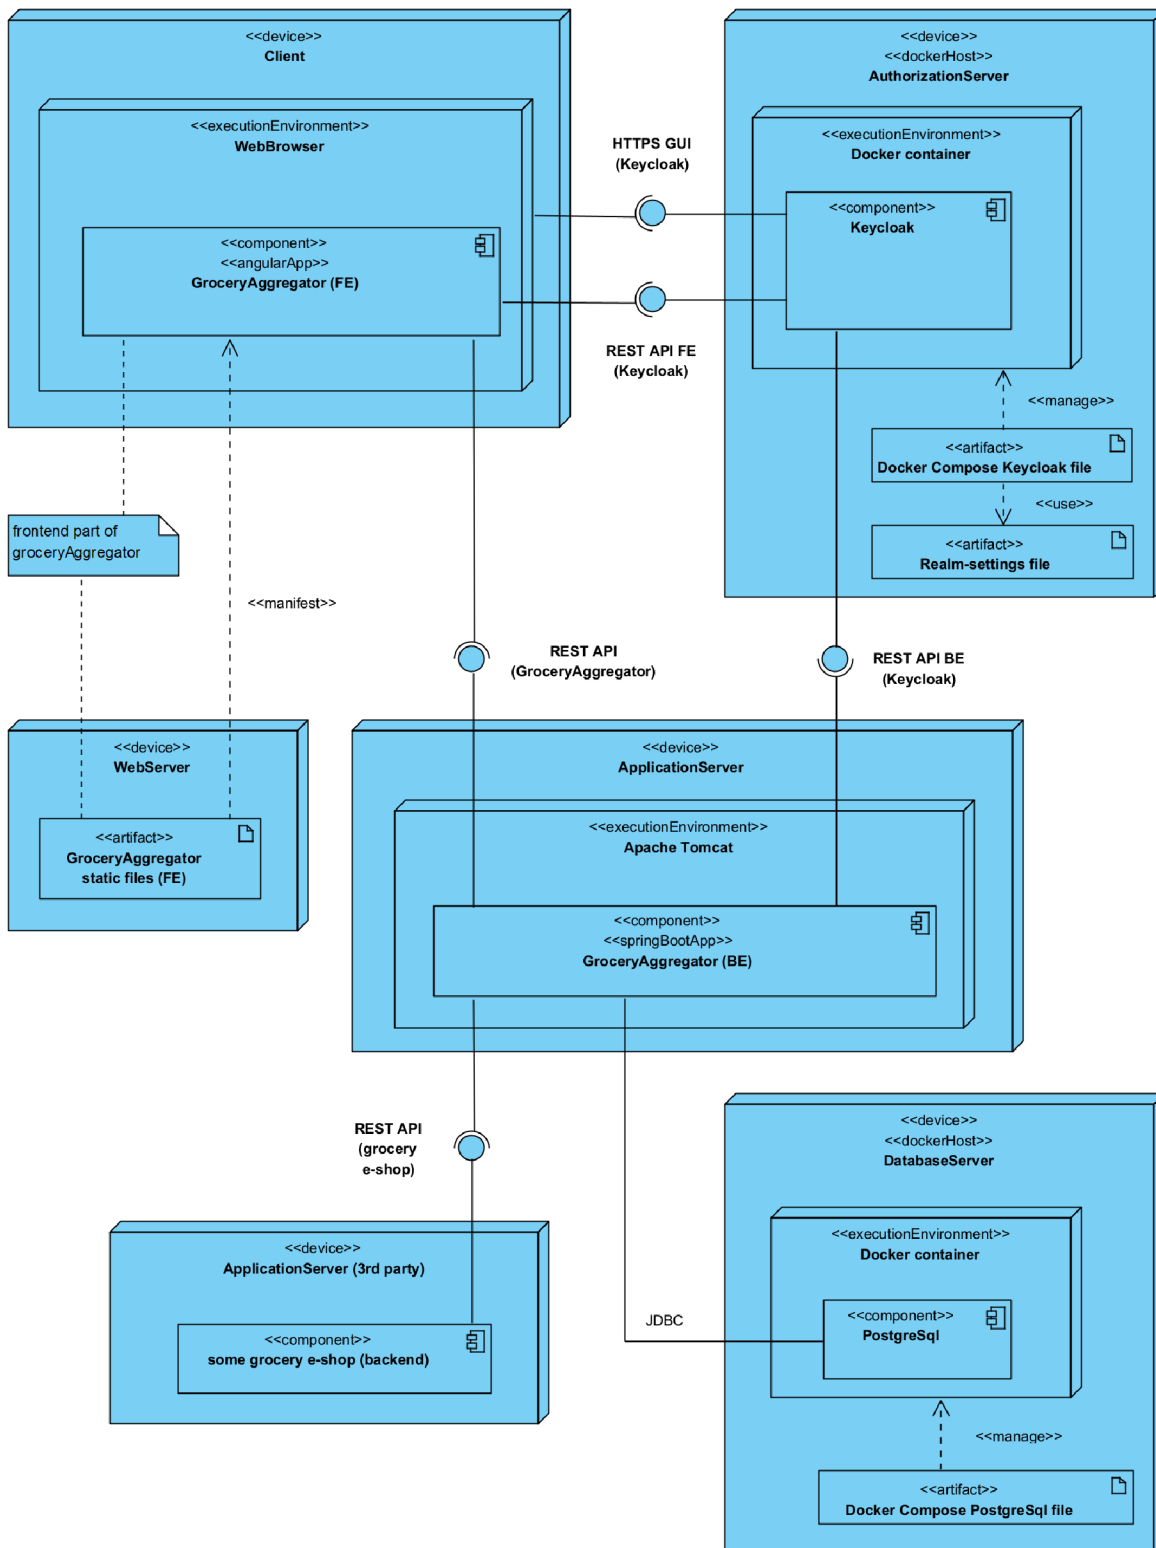 <<device>>
Client
<<executionEnvironment>>
WebBrowser
<<component>>
<<angularApp>>
GroceryAggregator (FE)
HTTPS GUI
(Keycloak)
REST API FE
(Keycloak)
<<device>>
<<dockerHost>>
AuthorizationServer
<<executionEnvironment>>
Docker container
<<component>>
Keycloak
<<manage>>
<<artifact>>
Docker Compose Keycloak file
<<use>>
<<artifact>>
Realm-settings file
frontend part of
groceryAggregator
<<manifest>>
REST API
(GroceryAggregator)
REST API BE
(Keycloak)
<<device>>
WebServer
<<artifact>>
GroceryAggregator
static files (FE)
<<device>>
ApplicationServer
<<executionEnvironment>>
Apache Tomcat
<<component>>
<<springBootApp>>
GroceryAggregator (BE)
REST API
(grocery
e-shop)
<<device>>
ApplicationServer (3rd party)
<<component>>
some grocery e-shop (backend)
JDBC
<<device>>
<<dockerHost>>
DatabaseServer
<<executionEnvironment>>
Docker container
<<component>>
PostgreSql
<<manage>>
<<artifact>>
Docker Compose PostgreSql file